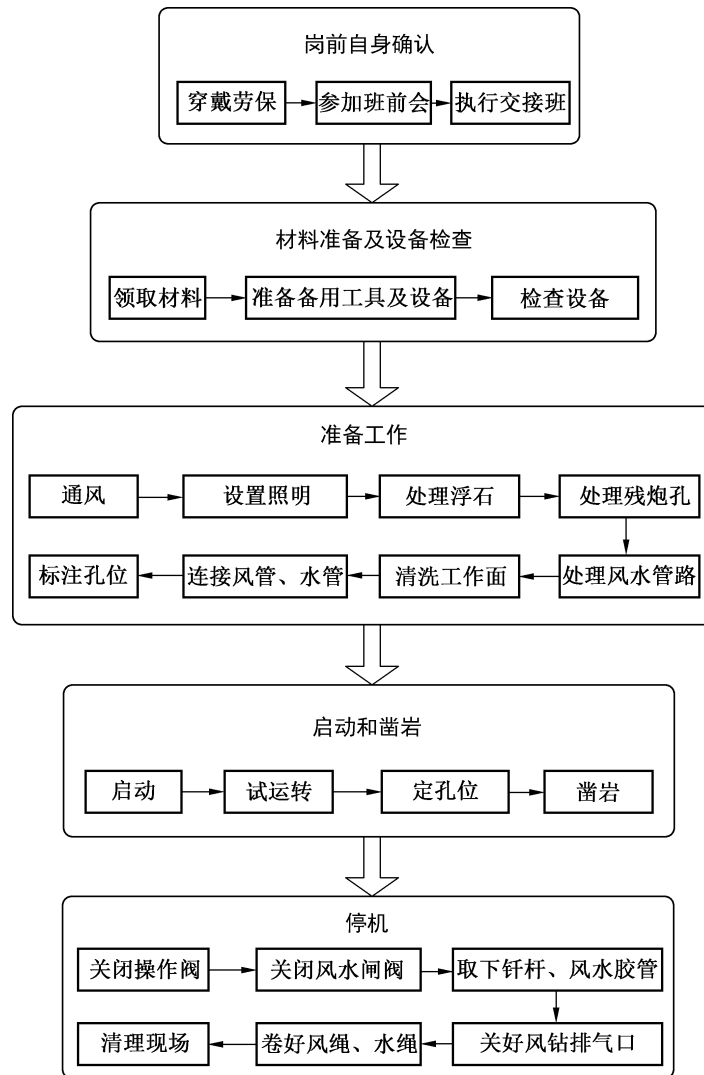 岗前自身确认
穿戴劳保
参加班前会
执行交接班
材料准备及设备检查
领取材料
准备备用工具及设备
检查设备
准备工作
通风
设置照明
处理浮石
处理残炮孔
处理风水管路
清洗工作面
连接风管、水管
标注孔位
启动和凿岩
启动
试运转
定孔位
凿岩
停机
关闭操作阀
关闭风水闸阀
取下钎杆、风水胶管
关好风钻排气口
卷好风绳、水绳
清理现场